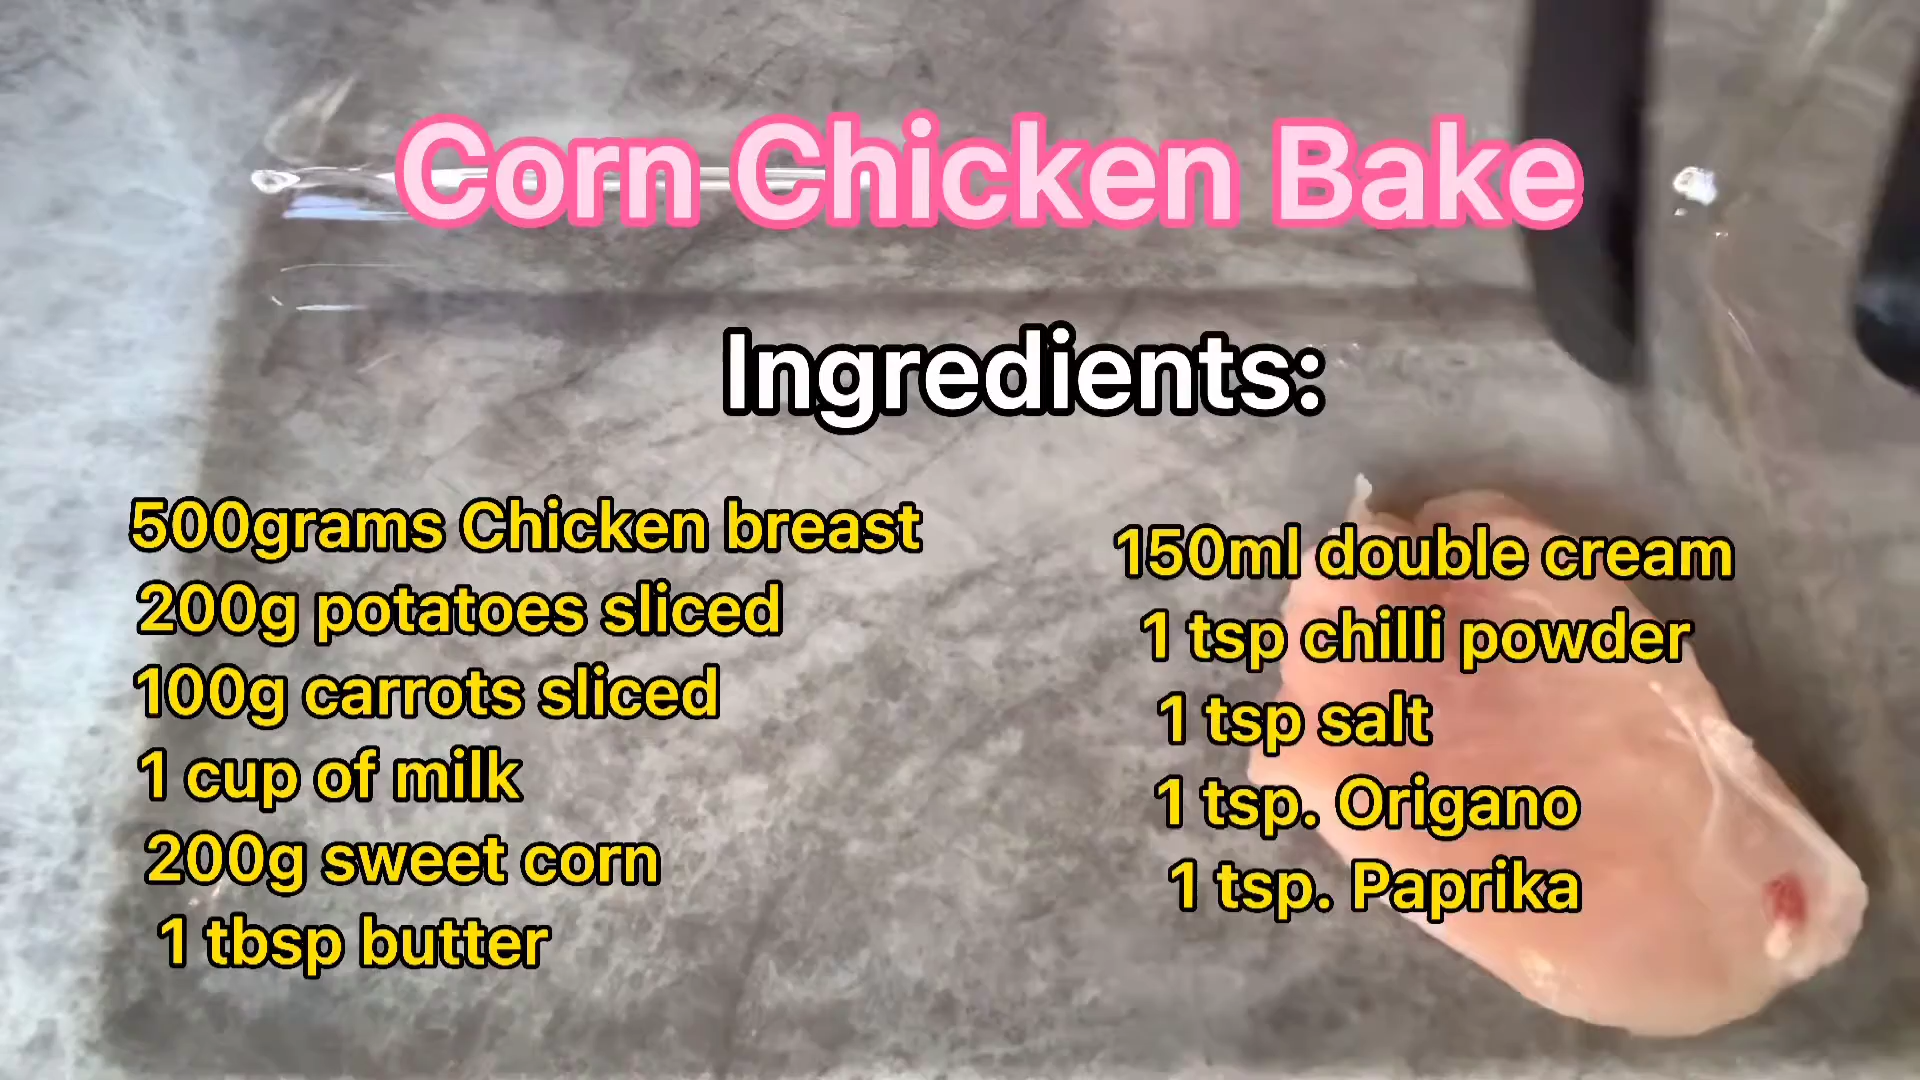 Corn Chicken Bake
Ingredients:
500grams Chicken breast
200g potatoes sliced
100g carrots sliced
1 cup of milk
200g sweet corn
1 tbsp butter
150ml double cream
1 tsp chilli powder
1 tsp salt
1 tsp. Origano
1 tsp. Paprika